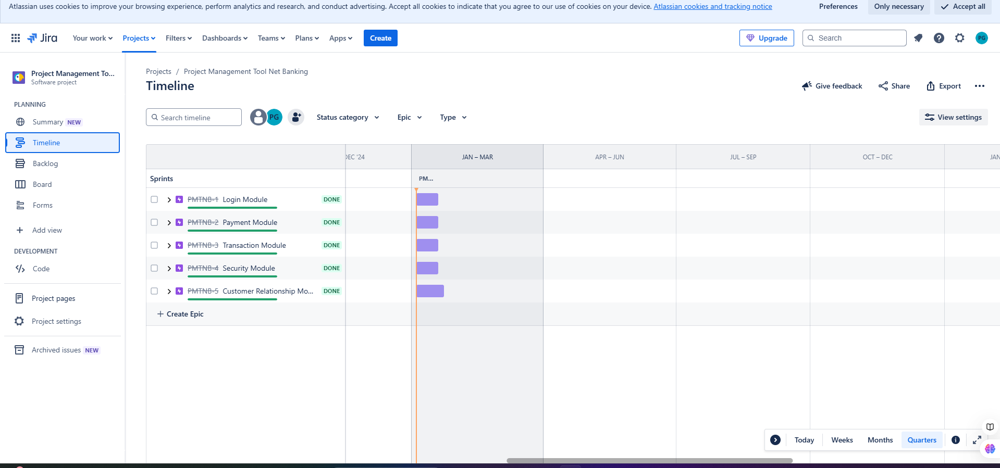 Atlassian uses cookies to improve your browsing experience, perform analytics and research, and conduct advertising. Accept all cookies to indicate that you agree to our use of cookies on your device. Atlassian cookies and tracking notice Preferences Only necessary Accept all
Jira Your work Projects Filters Dashboards Teams Plans Apps Create Upgrade Search PG
Project Management To...
Software project
PLANNING
Summary NEW
Timeline
Backlog
Board
Forms
Add view
DEVELOPMENT
Code
Project pages
Project settings
Archived issues NEW
Projects / Project Management Tool Net Banking
Timeline
Give feedback Share Export
Search timeline PG Status category Epic Type View settings
DEC '24 JAN – MAR APR – JUN JUL – SEP OCT – DEC JAN
Sprints PM...
PMTNB-1 Login Module DONE
PMTNB-2 Payment Module DONE
PMTNB-3 Transaction Module DONE
PMTNB-4 Security Module DONE
PMTNB-5 Customer Relationship Mo... DONE
Create Epic
Today Weeks Months Quarters